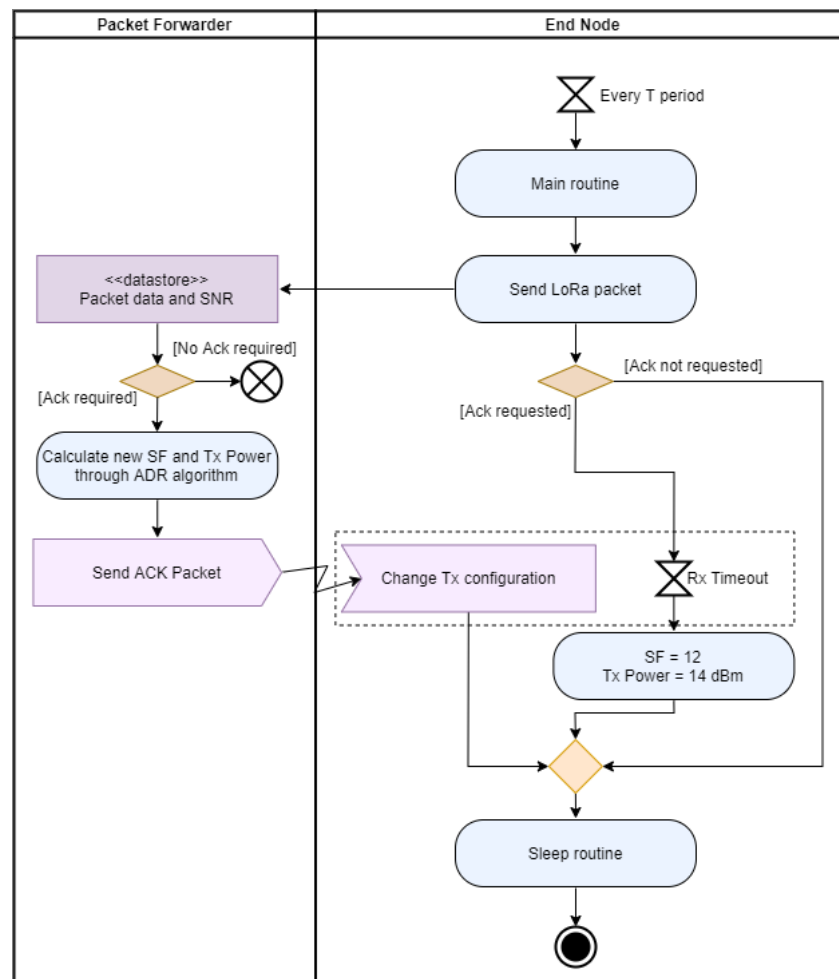 Packet Forwarder
End Node
Every T period
Main routine
<<datastore>>
Packet data and SNR
Send LoRa packet
[No Ack required]
[Ack not requested]
[Ack required]
[Ack requested]
Calculate new SF and Tx Power
through ADR algorithm
Send ACK Packet
Change Tx configuration
Rx Timeout
SF = 12
Tx Power = 14 dBm
Sleep routine